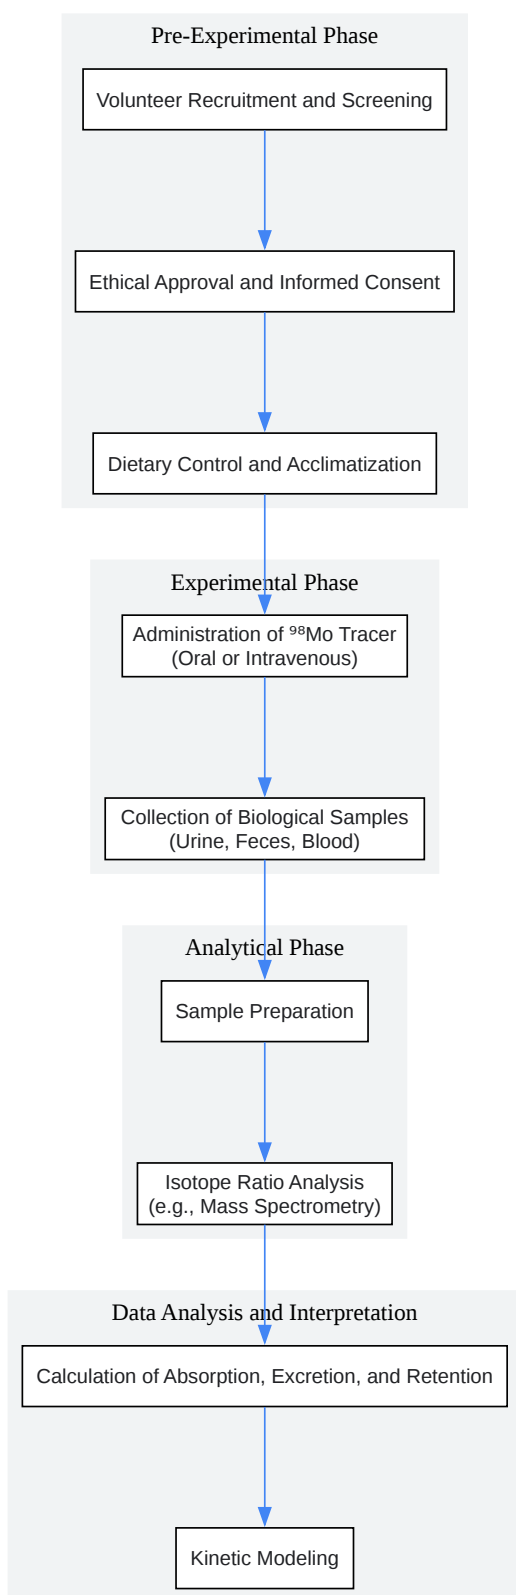 Pre-Experimental Phase
Volunteer Recruitment and Screening
Ethical Approval and Informed Consent
Dietary Control and Acclimatization
Experimental Phase
Administration of ⁹⁸Mo Tracer
(Oral or Intravenous)
Collection of Biological Samples
(Urine, Feces, Blood)
Analytical Phase
Sample Preparation
Isotope Ratio Analysis
(e.g., Mass Spectrometry)
Data Analysis and Interpretation
Calculation of Absorption, Excretion, and Retention
Kinetic Modeling